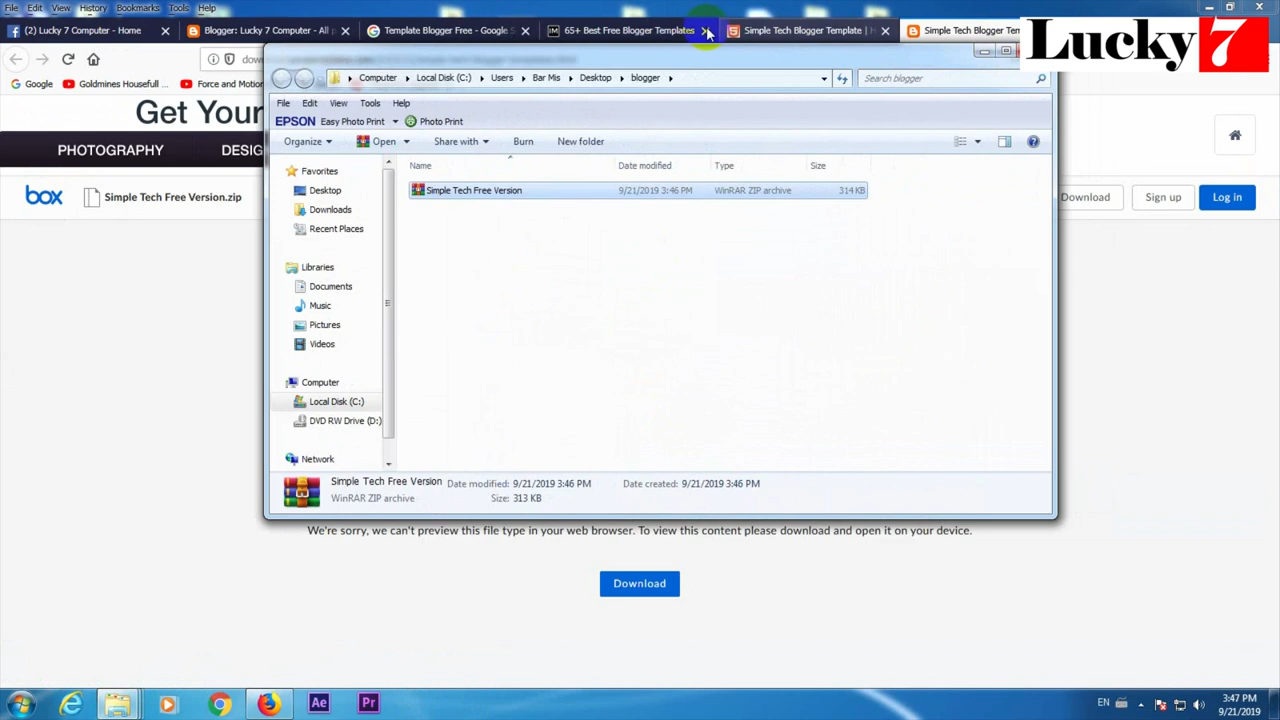 File Edit View History Bookmarks Tools Help
(2) Lucky 7 Computer - Home
Blogger: Lucky 7 Computer - All p
Template Blogger Free - Google S
65+ Best Free Blogger Templates
Simple Tech Blogger Template |
Simple Tech Blogger Tem
Lucky 7
Google
Goldmines Housefull ...
Force and Motion
Get Your
PHOTOGRAPHY
DESIG
box
Simple Tech Free Version.zip
Download
Sign up
Log in
Computer Local Disk (C:) Users Bar Mis Desktop blogger
Search blogger
File Edit View Tools Help
EPSON Easy Photo Print Photo Print
Organize Open Share with Burn New folder
Name Date modified Type Size
Simple Tech Free Version 9/21/2019 3:46 PM WinRAR ZIP archive 314 KB
Favorites
Desktop
Downloads
Recent Places
Libraries
Documents
Music
Pictures
Videos
Computer
Local Disk (C:)
DVD RW Drive (D:)
Network
Simple Tech Free Version Date modified: 9/21/2019 3:46 PM Date created: 9/21/2019 3:46 PM
WinRAR ZIP archive Size: 313 KB
We're sorry, we can't preview this file type in your web browser. To view this content please download and open it on your device.
Download
Ae
Pr
EN
3:47 PM
9/21/2019